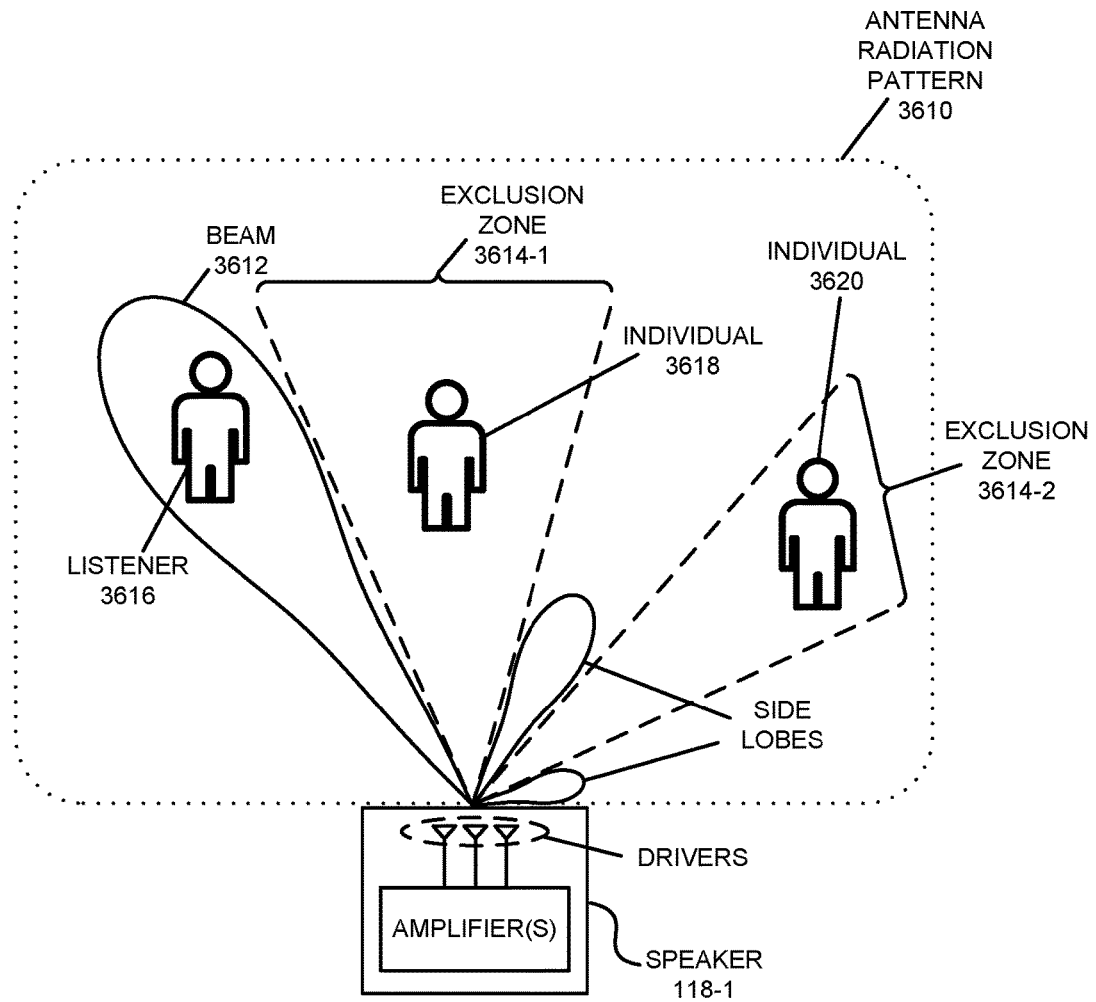 ANTENNA
RADIATION
PATTERN
3610
EXCLUSION
ZONE
3614-1
BEAM
3612
INDIVIDUAL
3620
INDIVIDUAL
3618
EXCLUSION
ZONE
3614-2
LISTENER
3616
SIDE
LOBES
DRIVERS
AMPLIFIER(S)
SPEAKER
118-1